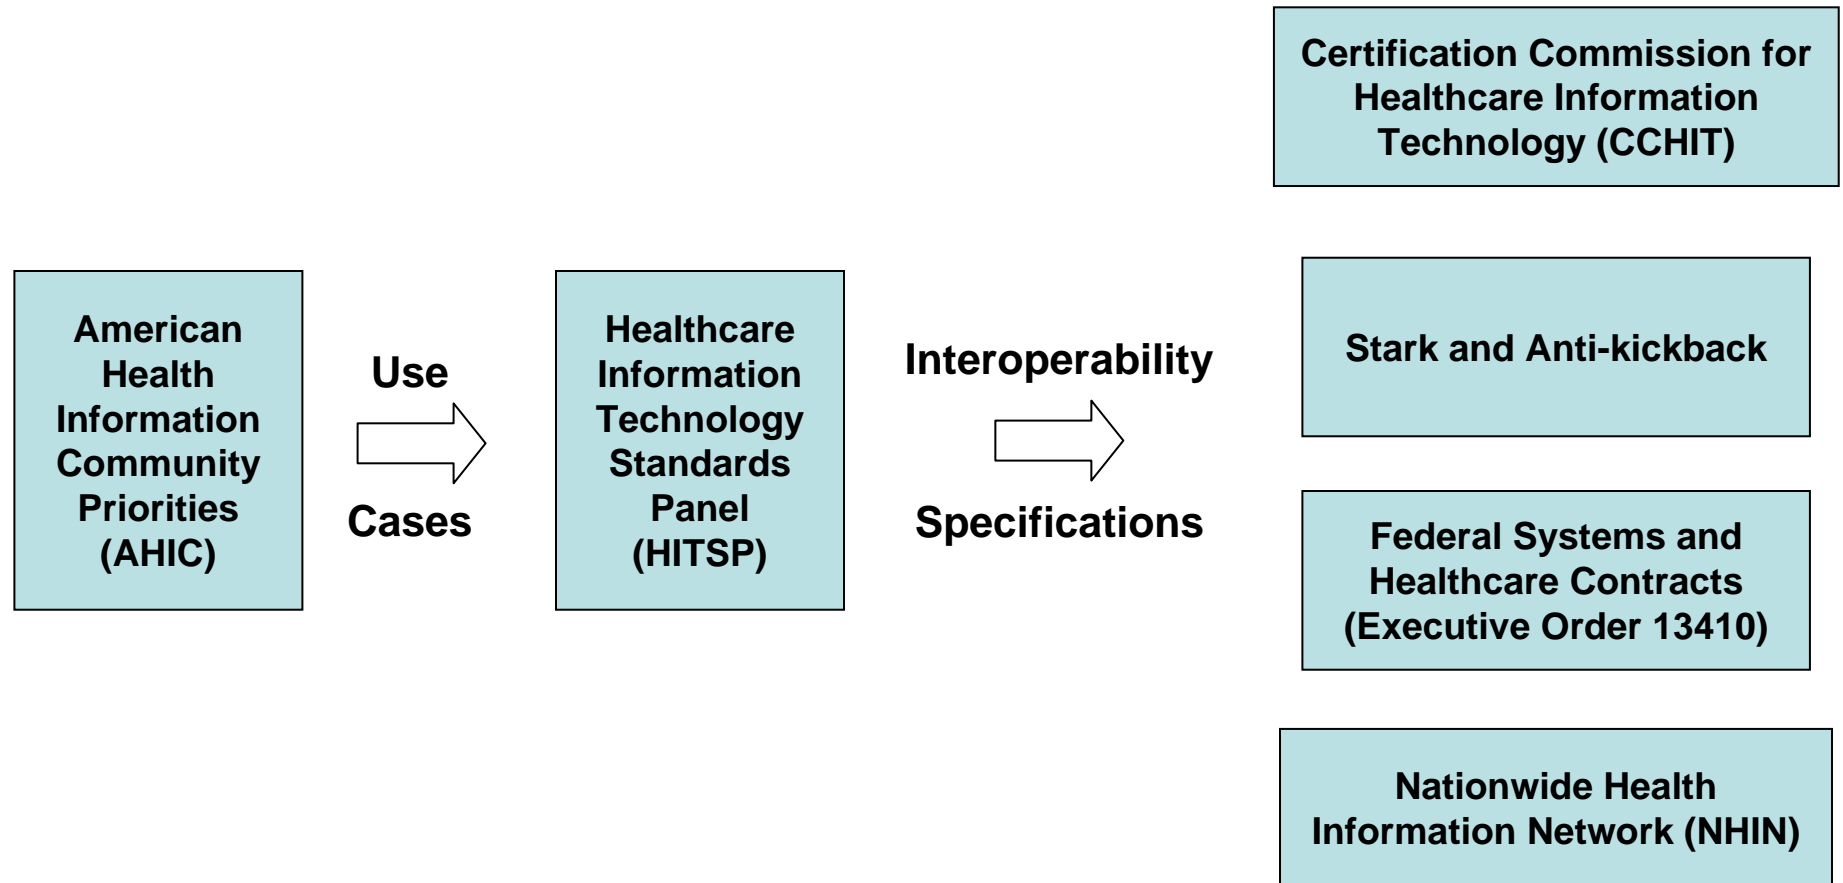 American
Health
Information
Community
Priorities
(AHIC)
Use
Cases
Healthcare
Information
Technology
Standards
Panel
(HITSP)
Interoperability
Specifications
Certification Commission for
Healthcare Information
Technology (CCHIT)
Stark and Anti-kickback
Federal Systems and
Healthcare Contracts
(Executive Order 13410)
Nationwide Health
Information Network (NHIN)